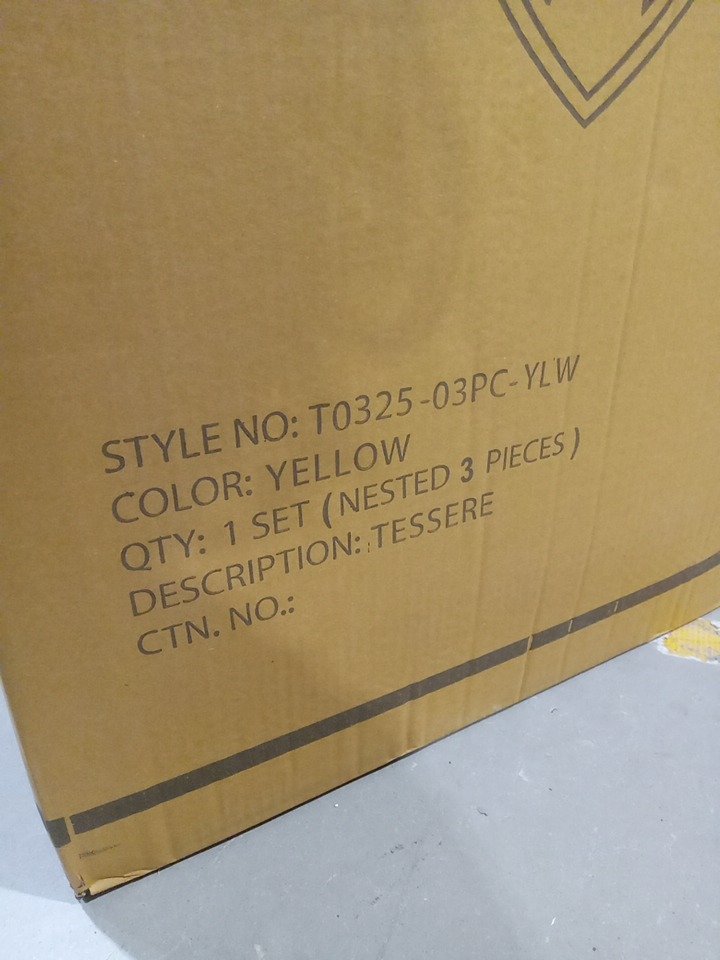 STYLE NO: T0325-03PC-YLW
COLOR: YELLOW
QTY: 1 SET (NESTED 3 PIECES)
DESCRIPTION: TESSERE
CTN. NO.: